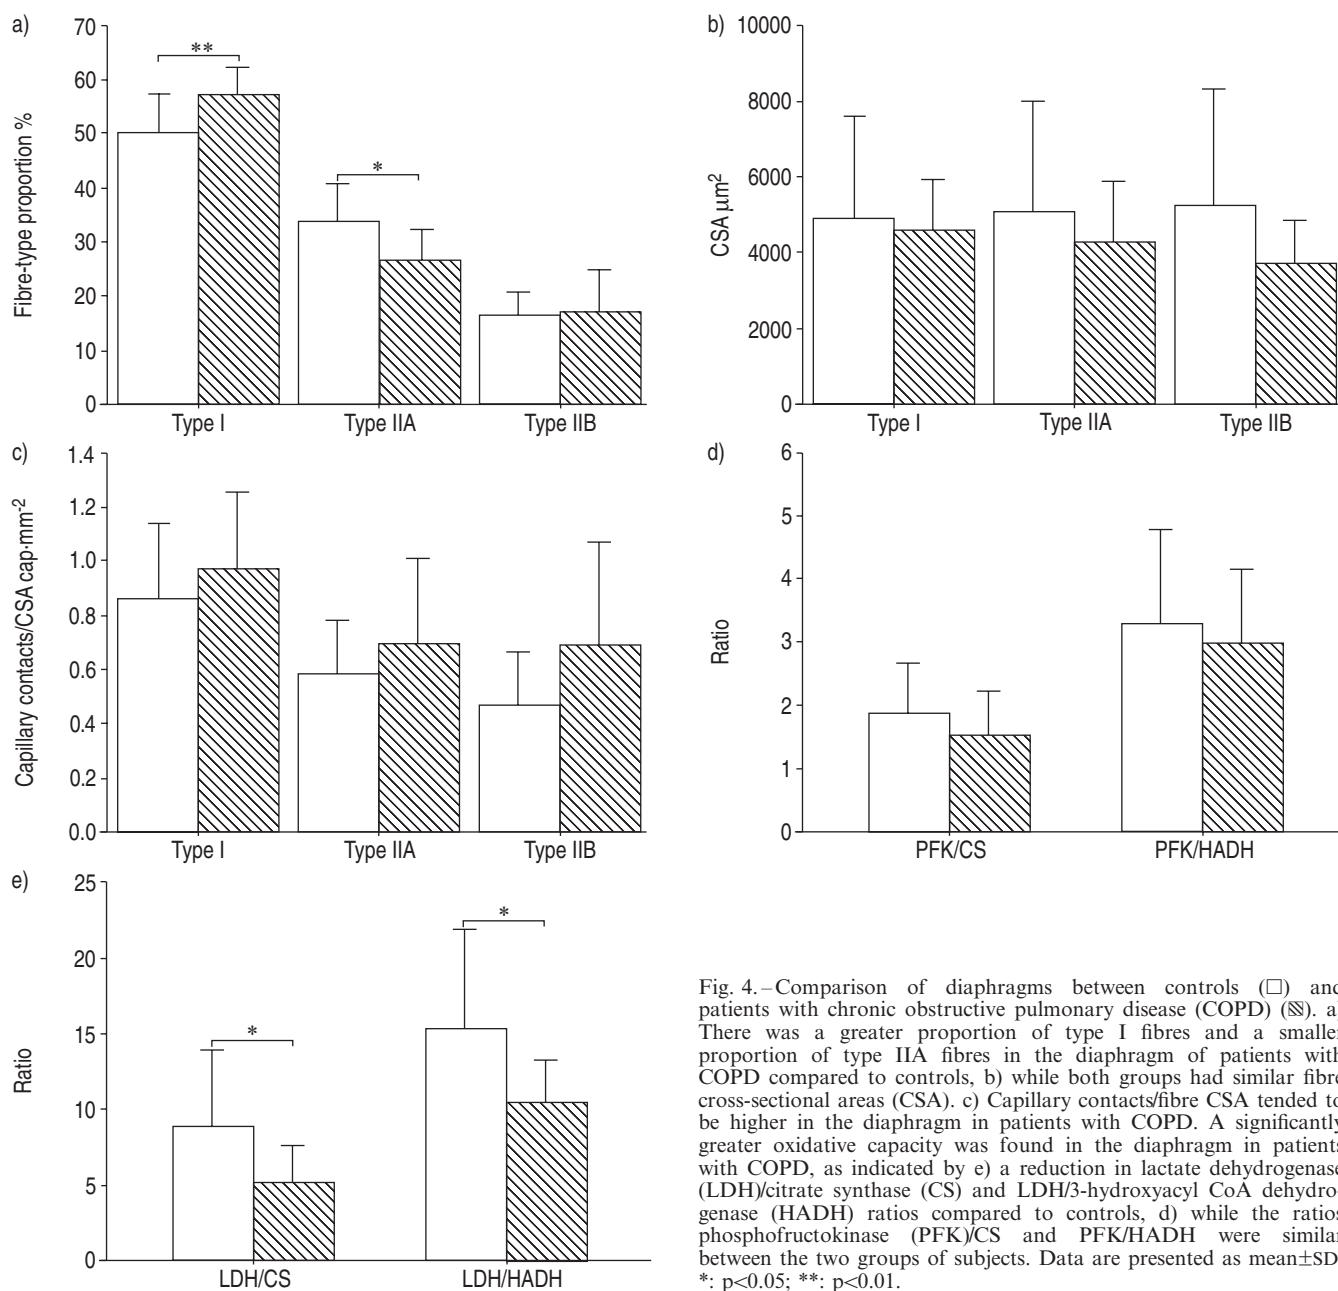 a)
70
60
50
40
30
20
10
0
Fibre-type proportion %
**
*
Type I
Type IIA
Type IIB
b)
10000
8000
6000
4000
2000
0
CSA µm²
Type I
Type IIA
Type IIB
c)
1.4
1.2
1.0
0.8
0.6
0.4
0.2
0.0
Capillary contacts/CSA cap·mm⁻²
Type I
Type IIA
Type IIB
d)
6
5
4
3
2
1
0
Ratio
PFK/CS
PFK/HADH
e)
25
20
15
10
5
0
Ratio
*
*
LDH/CS
LDH/HADH
Fig. 4. – Comparison of diaphragms between controls (□) and
patients with chronic obstructive pulmonary disease (COPD) (▧). a)
There was a greater proportion of type I fibres and a smaller
proportion of type IIA fibres in the diaphragm of patients with
COPD compared to controls, b) while both groups had similar fibre
cross-sectional areas (CSA). c) Capillary contacts/fibre CSA tended to
be higher in the diaphragm in patients with COPD. A significantly
greater oxidative capacity was found in the diaphragm in patients
with COPD, as indicated by e) a reduction in lactate dehydrogenase
(LDH)/citrate synthase (CS) and LDH/3-hydroxyacyl CoA dehydro-
genase (HADH) ratios compared to controls, d) while the ratios
phosphofructokinase (PFK)/CS and PFK/HADH were similar
between the two groups of subjects. Data are presented as mean±SD.
*: p<0.05; **: p<0.01.